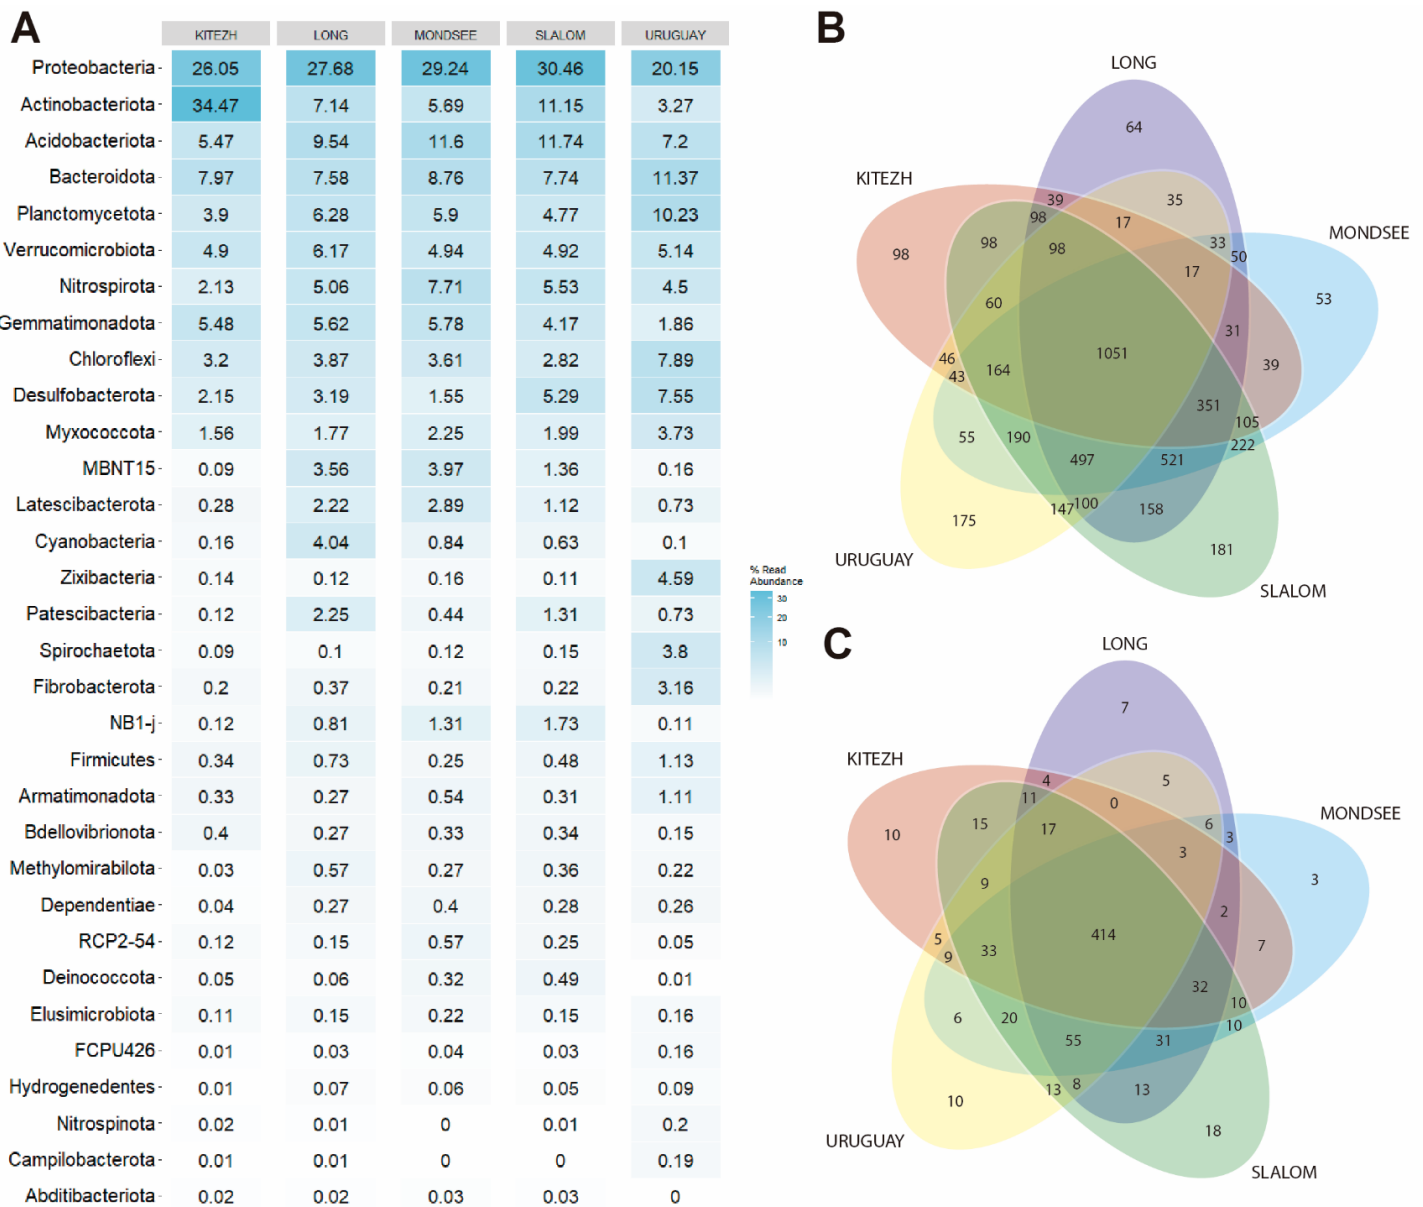 A
KITEZH LONG MONDSEE SLALOM URUGUAY
Proteobacteria 26.05 27.68 29.24 30.46 20.15
Actinobacteriota 34.47 7.14 5.69 11.15 3.27
Acidobacteriota 5.47 9.54 11.6 11.74 7.2
Bacteroidota 7.97 7.58 8.76 7.74 11.37
Planctomycetota 3.9 6.28 5.9 4.77 10.23
Verrucomicrobiota 4.9 6.17 4.94 4.92 5.14
Nitrospirota 2.13 5.06 7.71 5.53 4.5
Gemmatimonadota 5.48 5.62 5.78 4.17 1.86
Chloroflexi 3.2 3.87 3.61 2.82 7.89
Desulfobacterota 2.15 3.19 1.55 5.29 7.55
Myxococcota 1.56 1.77 2.25 1.99 3.73
MBNT15 0.09 3.56 3.97 1.36 0.16
Latescibacterota 0.28 2.22 2.89 1.12 0.73
Cyanobacteria 0.16 4.04 0.84 0.63 0.1
Zixibacteria 0.14 0.12 0.16 0.11 4.59
Patescibacteria 0.12 2.25 0.44 1.31 0.73
Spirochaetota 0.09 0.1 0.12 0.15 3.8
Fibrobacterota 0.2 0.37 0.21 0.22 3.16
NB1-j 0.12 0.81 1.31 1.73 0.11
Firmicutes 0.34 0.73 0.25 0.48 1.13
Armatimonadota 0.33 0.27 0.54 0.31 1.11
Bdellovibrionota 0.4 0.27 0.33 0.34 0.15
Methylomirabilota 0.03 0.57 0.27 0.36 0.22
Dependentiae 0.04 0.27 0.4 0.28 0.26
RCP2-54 0.12 0.15 0.57 0.25 0.05
Deinococcota 0.05 0.06 0.32 0.49 0.01
Elusimicrobiota 0.11 0.15 0.22 0.15 0.16
FCPU426 0.01 0.03 0.04 0.03 0.16
Hydrogenedentes 0.01 0.07 0.06 0.05 0.09
Nitrospinota 0.02 0.01 0 0.01 0.2
Campilobacterota 0.01 0.01 0 0 0.19
Abditibacteriota 0.02 0.02 0.03 0.03 0
% Read
Abundance
30
20
10
B
LONG
64
KITEZH
39 35
98 17
MONDSEE
98 98 98 33 50
17
60 53
31
46 164 1051 39
43
351 105
55 190 222
497 521
147 100 158
175
URUGUAY 181
SLALOM
C
LONG
7
KITEZH
4 5
11 0
MONDSEE
10 15 17 6 3
3
9 3
2
5 33 414 7
9
32 10
6 20 10
55 31
13 8 13
10
URUGUAY 18
SLALOM